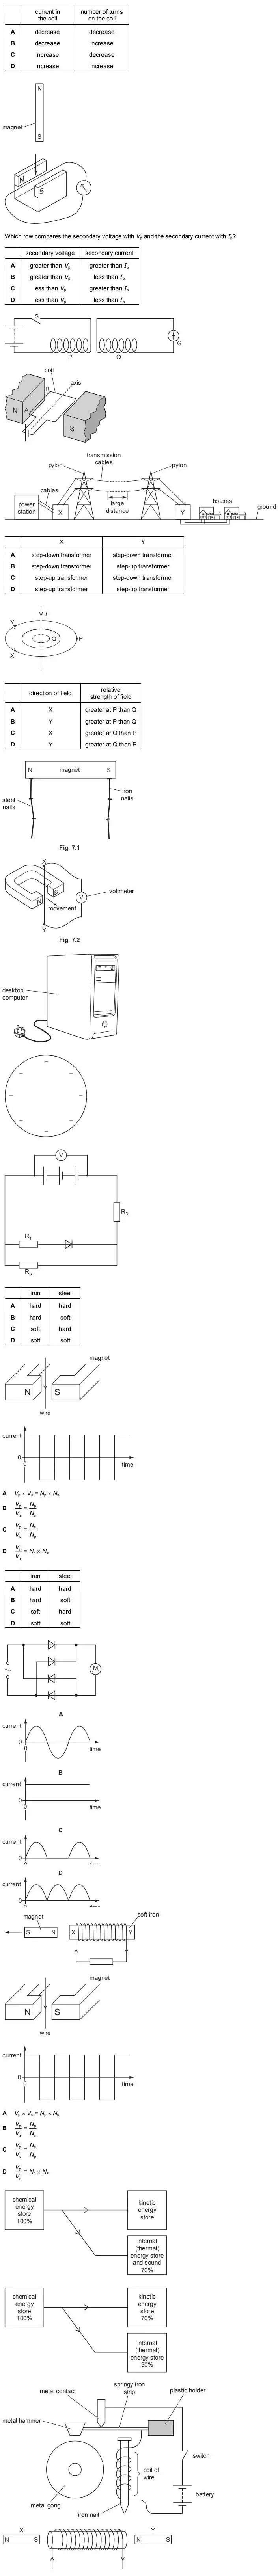 current in the coil number of turns on the coil
A decrease decrease
B decrease increase
C increase decrease
D increase increase
N
magnet
S
N
S
Which row compares the secondary voltage with Vp and the secondary current with Ip?
secondary voltage secondary current
A greater than Vp greater than Ip
B greater than Vp less than Ip
C less than Vp greater than Ip
D less than Vp less than Ip
S
P Q G
coil
axis
B
N A
S
transmission cables
pylon pylon
cables houses
power station X large distance Y ground
X Y
A step-down transformer step-down transformer
B step-down transformer step-up transformer
C step-up transformer step-down transformer
D step-up transformer step-up transformer
I
Y
Q P
X
direction of field relative strength of field
A X greater at P than Q
B Y greater at P than Q
C X greater at Q than P
D Y greater at Q than P
N magnet S
steel nails iron nails
Fig. 7.1
X
S
N V voltmeter
movement
Y
Fig. 7.2
desktop computer
V
R3
R1
R2
iron steel
A hard hard
B hard soft
C soft hard
D soft soft
magnet
N S
wire
current
0
0 time
A Vp × Vs = Np × Ns
B Vp/Vs = Np/Ns
C Vp/Vs = Ns/Np
D Vp/Vs = Np × Ns
iron steel
A hard hard
B hard soft
C soft hard
D soft soft
~ M
A
current
0
0 time
B
current
0
0 time
C
current
0
D
current
0
magnet soft iron
S N X Y
magnet
N S
wire
current
0
0 time
A Vp × Vs = Np × Ns
B Vp/Vs = Np/Ns
C Vp/Vs = Ns/Np
D Vp/Vs = Np × Ns
chemical energy store 100%
kinetic energy store
internal (thermal) energy store and sound 70%
chemical energy store 100%
kinetic energy store 70%
internal (thermal) energy store 30%
springy iron strip
metal contact plastic holder
metal hammer
switch
coil of wire
battery
metal gong
iron nail
X Y
N S N S